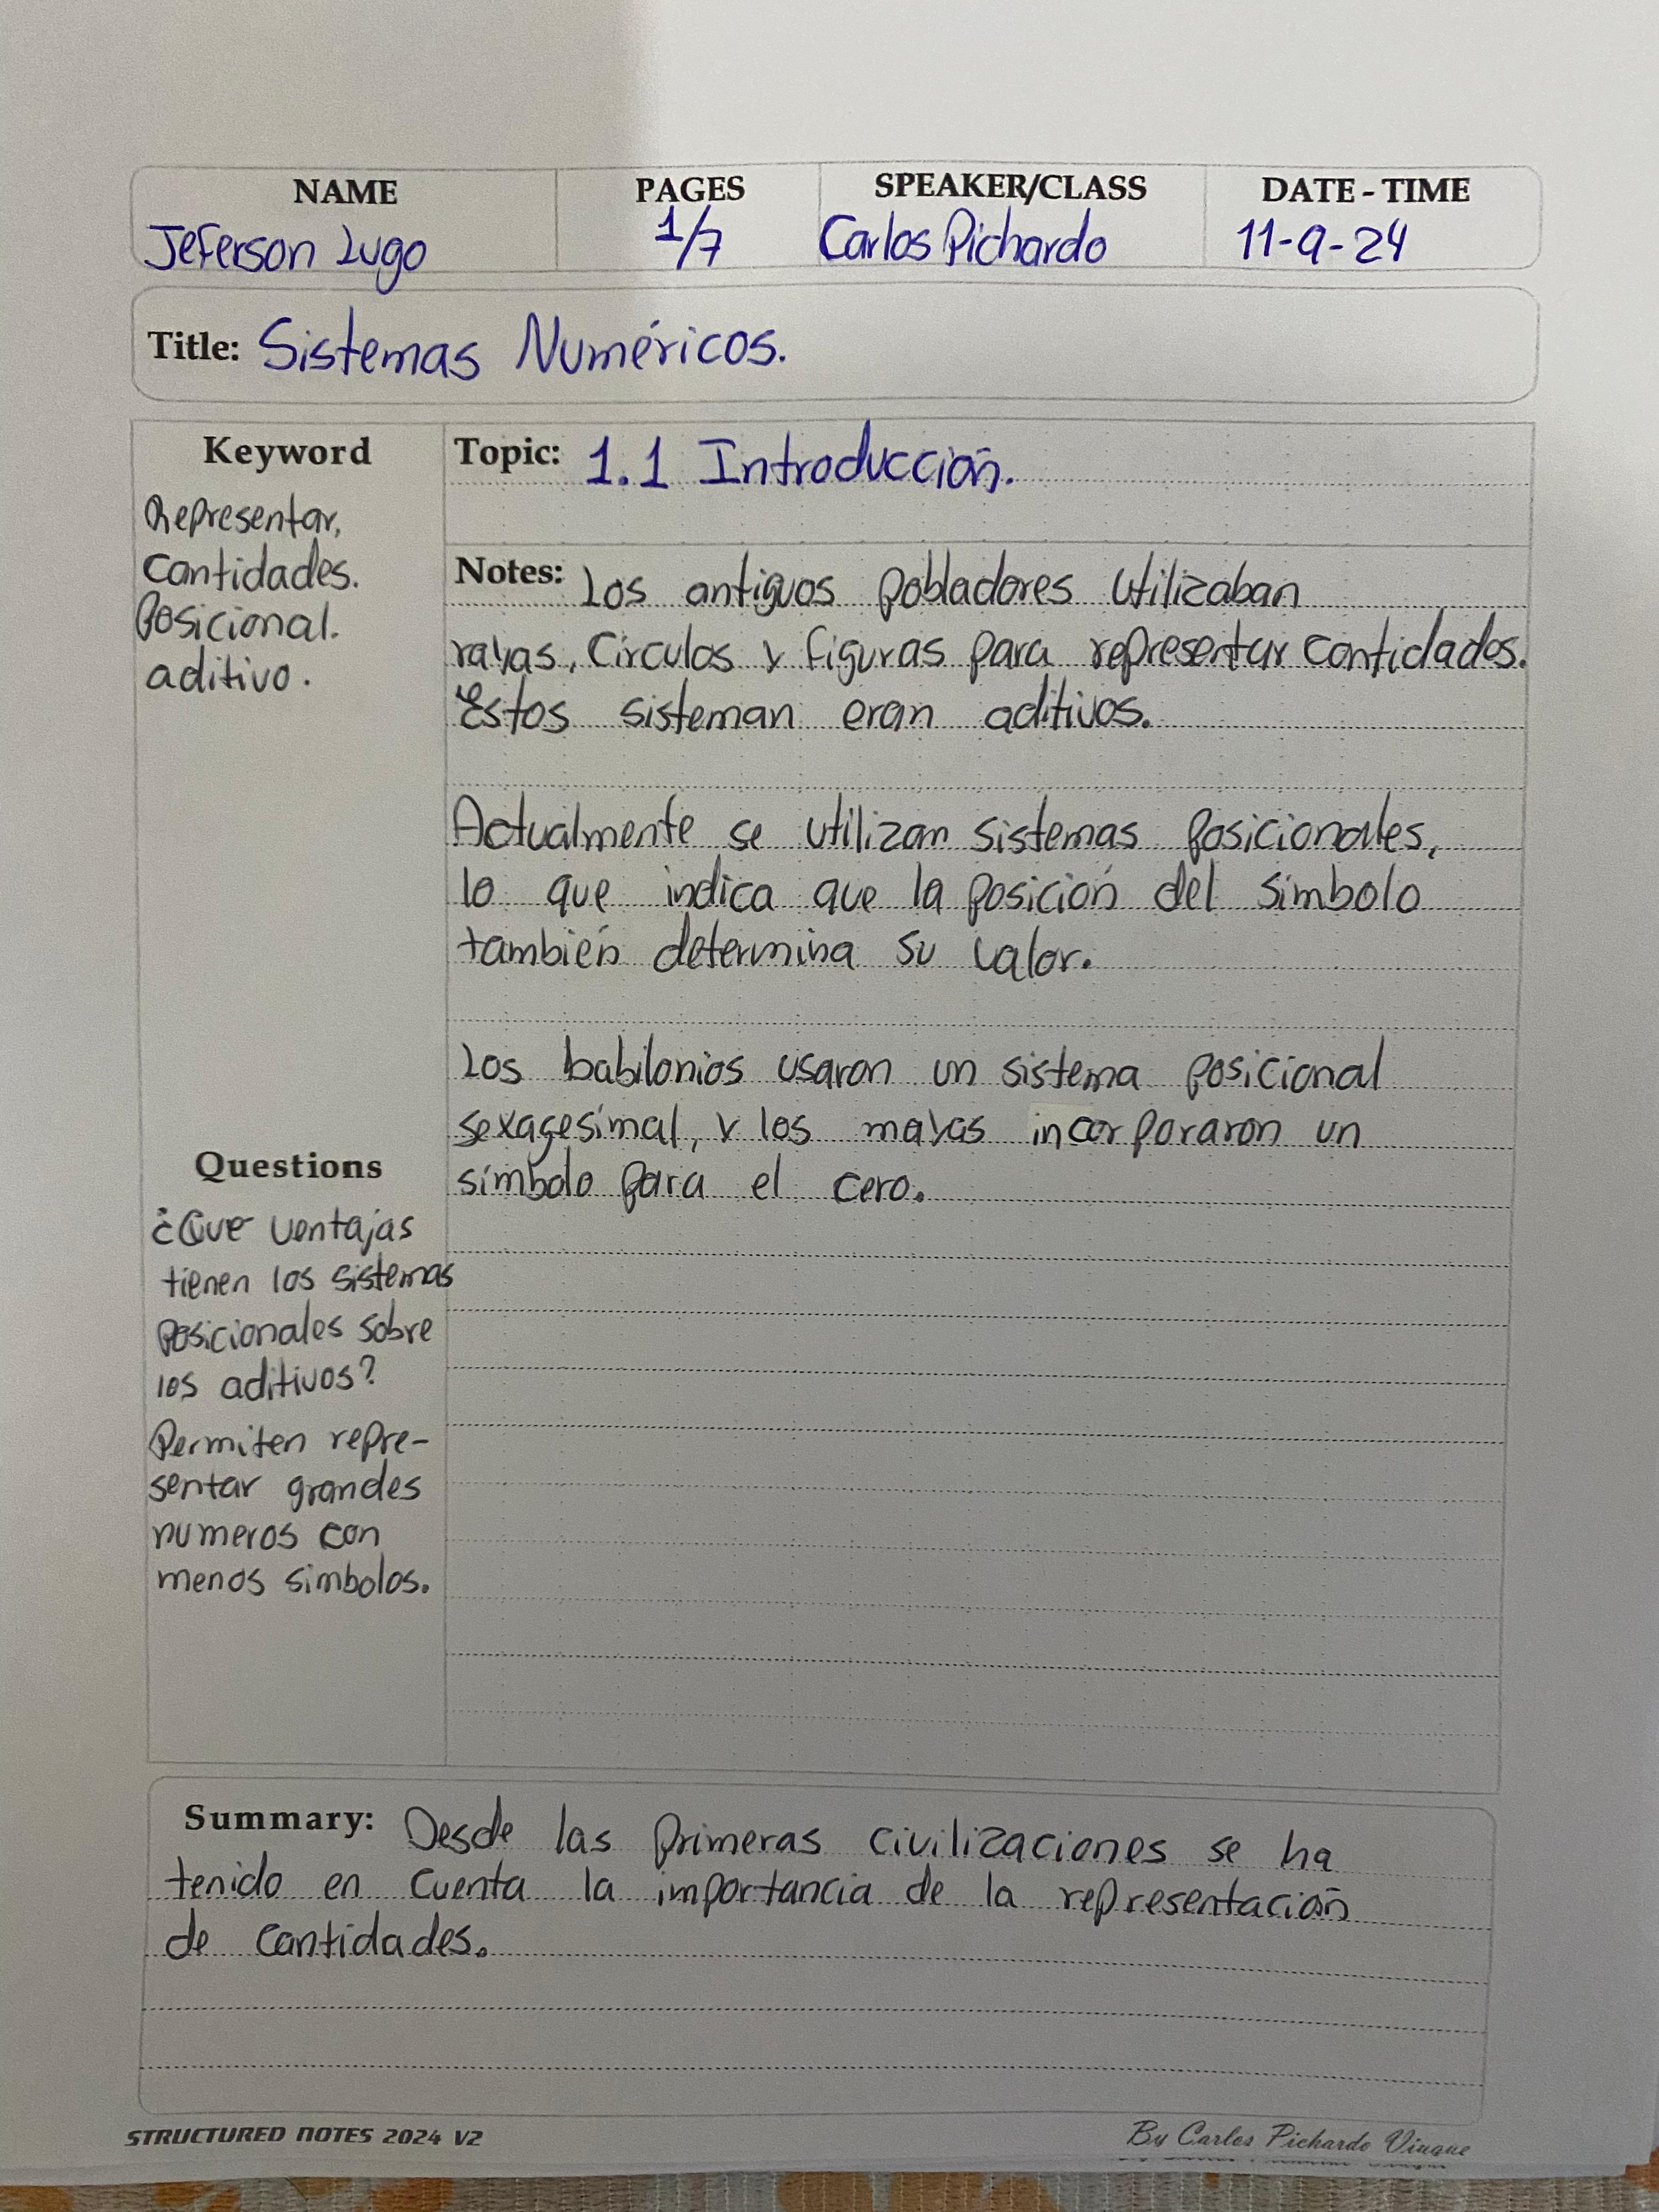 NAME PAGES SPEAKER/CLASS DATE - TIME
Jeferson Lugo 1/7 Carlos Pichardo 11-9-24
Title: Sistemas Numéricos.
Keyword
Representar,
Cantidades.
Posicional.
aditivo.
Topic: 1.1 Introducción.
Notes: Los antiguos pobladores utilizaban
rayas, Circulos y figuras para representar cantidades.
Estos sisteman eran aditivos.
Actualmente se utilizan sistemas posicionales,
lo que indica que la posición del simbolo
también determina su valor.
Los babilonios usaron un sistema posicional
sexagesimal, y los mayas incorporaron un
símbolo para el cero.
Questions
¿Que ventajas
tienen los sistemas
posicionales sobre
los aditivos?
Permiten repre-
sentar grandes
numeros con
menos simbolos.
Summary: Desde las primeras civilizaciones se ha
tenido en cuenta la importancia de la representación
de cantidades.
STRUCTURED NOTES 2024 V2 By Carlos Pichardo Viuque